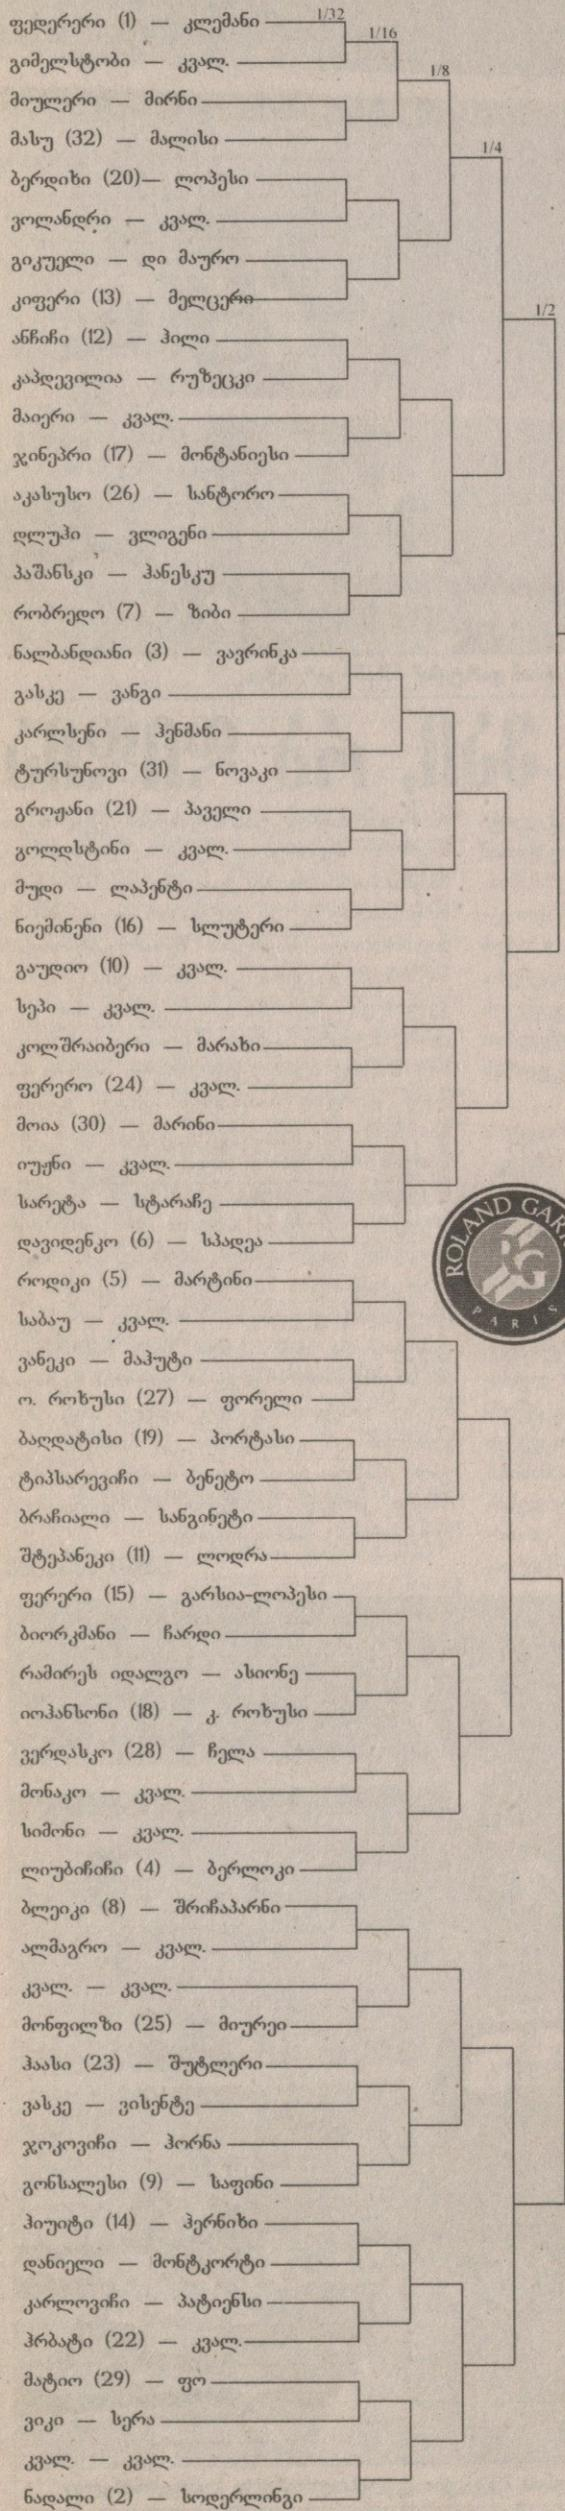 ფედერერი (1) — კლემანი
1/32
1/16
1/8
1/4
1/2
გიმელსტობი — კვალ.
მიულერი — მირნი
მასუ (32) — მალისი
ბერდიხი (20)— ლოპესი
ვოლანდრი — კვალ.
გიკუელი — დი მაურო
კიფერი (13) — მელცერი
ანჩიჩი (12) — ჰილი
კაპდევილია — რუზეცკი
მაიერი — კვალ.
ჯინეპრი (17) — მონტანიესი
აკასუსო (26) — სანტორო
დლუჰი — ვლიგენი
პაშანსკი — ჰანესკუ
რობრედო (7) — ზიბი
ნალბანდიანი (3) — ვავრინკა
გასკე — ვანგი
კარლსენი — ჰენმანი
ტურსუნოვი (31) — ნოვაკი
გროჟანი (21) — პაველი
გოლდსტინი — კვალ.
მუდი — ლაპენტი
ნიემინენი (16) — სლუტერი
გაუდიო (10) — კვალ.
სეპი — კვალ.
კოლშრაიბერი — მარახი
ფერერო (24) — კვალ.
მოია (30) — მარინი
იუჟნი — კვალ.
სარეტა — სტარაჩე
დავიდენკო (6) — სპადეა
ROLAND GARR
PARIS
როდიკი (5) — მარტინი
საბაუ — კვალ.
ვანეკი — მაჰუტი
ო. როხუსი (27) — ფორელი
ბაღდატისი (19) — პორტასი
ტიპსარევიჩი — ბენეტო
ბრაჩიალი — სანგინეტი
შტეპანეკი (11) — ლოდრა
ფერერი (15) — გარსია-ლოპესი
ბიორკმანი — ჩარდი
რამირეს იდალგო — ასიონე
იოჰანსონი (18) — კ. როხუსი
ვერდასკო (28) — ჩელა
მონაკო — კვალ.
სიმონი — კვალ.
ლიუბიჩიჩი (4) — ბერლოკი
ბლეიკი (8) — შრიჩაპარნი
ალმაგრო — კვალ.
კვალ. — კვალ.
მონფილზი (25) — მიურეი
ჰაასი (23) — შუტლერი
ვასკე — ვისენტე
ჯოკოვიჩი — ჰორნა
გონსალესი (9) — საფინი
ჰიუიტი (14) — ჰერნიხი
დანიელი — მონტკორტი
კარლოვიჩი — პატიენსი
ჰრბატი (22) — კვალ.
მატიო (29) — ფო
ვიკი — სერა
კვალ. — კვალ.
ნადალი (2) — სოდერლინგი